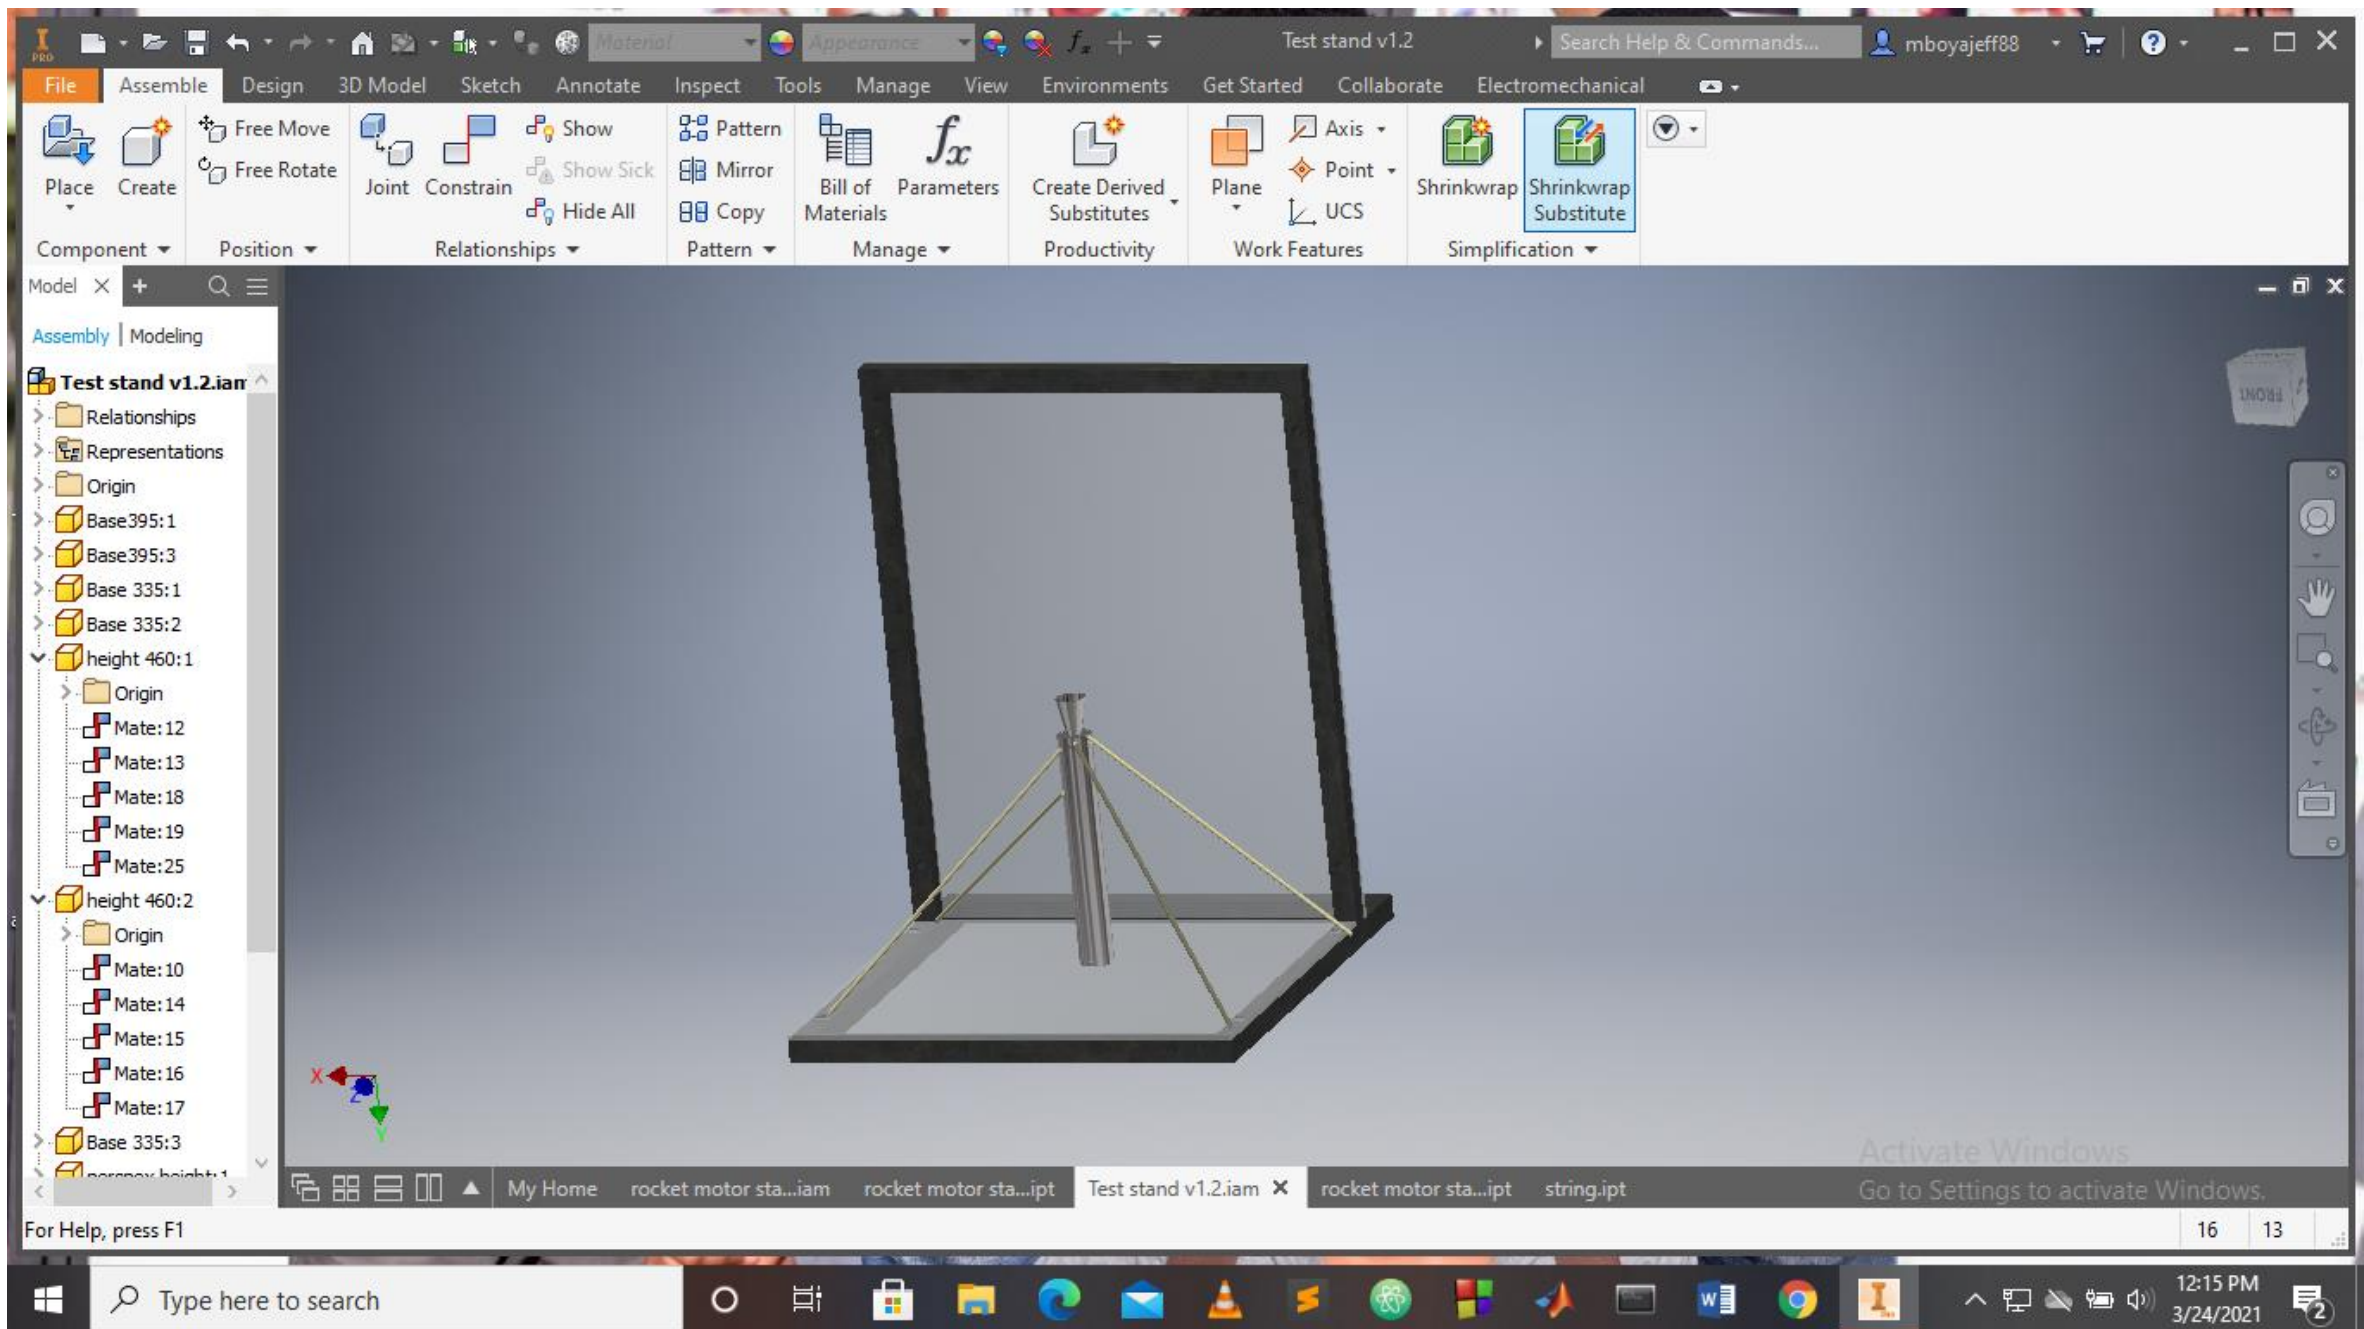 PRO
Material
Appearance
Test stand v1.2
Search Help & Commands...
mboyajeff88
File Assemble Design 3D Model Sketch Annotate Inspect Tools Manage View Environments Get Started Collaborate Electromechanical
Place
Create
Free Move
Free Rotate
Joint
Constrain
Show
Show Sick
Hide All
Pattern
Mirror
Copy
Bill of
Materials
Parameters
Create Derived
Substitutes
Plane
Axis
Point
UCS
Shrinkwrap
Shrinkwrap
Substitute
Component Position Relationships Pattern Manage Productivity Work Features Simplification
Model
Assembly | Modeling
Test stand v1.2.iam
Relationships
Representations
Origin
Base395:1
Base395:3
Base 335:1
Base 335:2
height 460:1
Origin
Mate:12
Mate:13
Mate:18
Mate:19
Mate:25
height 460:2
Origin
Mate:10
Mate:14
Mate:15
Mate:16
Mate:17
Base 335:3
perspex height:1
FRONT
X
Z
Y
Activate Windows
Go to Settings to activate Windows.
My Home rocket motor sta...iam rocket motor sta...ipt Test stand v1.2.iam rocket motor sta...ipt string.ipt
For Help, press F1
16 13
Type here to search
12:15 PM
3/24/2021
2